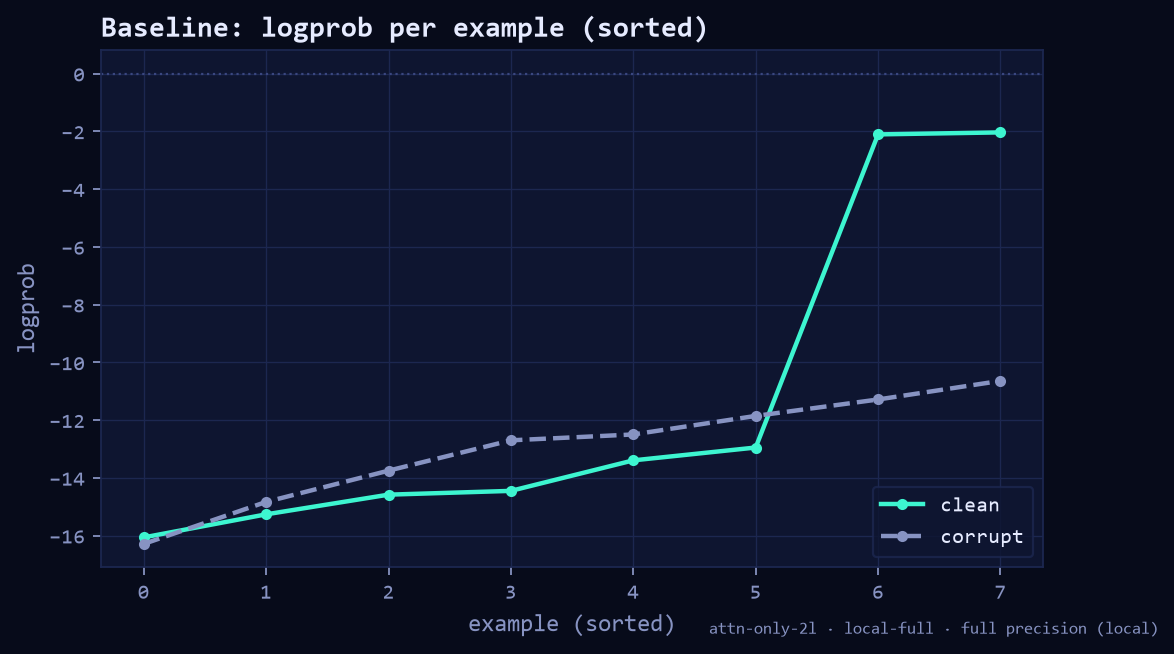 Baseline: logprob per example (sorted)
0
−2
−4
−6
−8
−10
−12
−14
−16
logprob
clean
corrupt
0 1 2 3 4 5 6 7
example (sorted)
attn-only-2l · local-full · full precision (local)